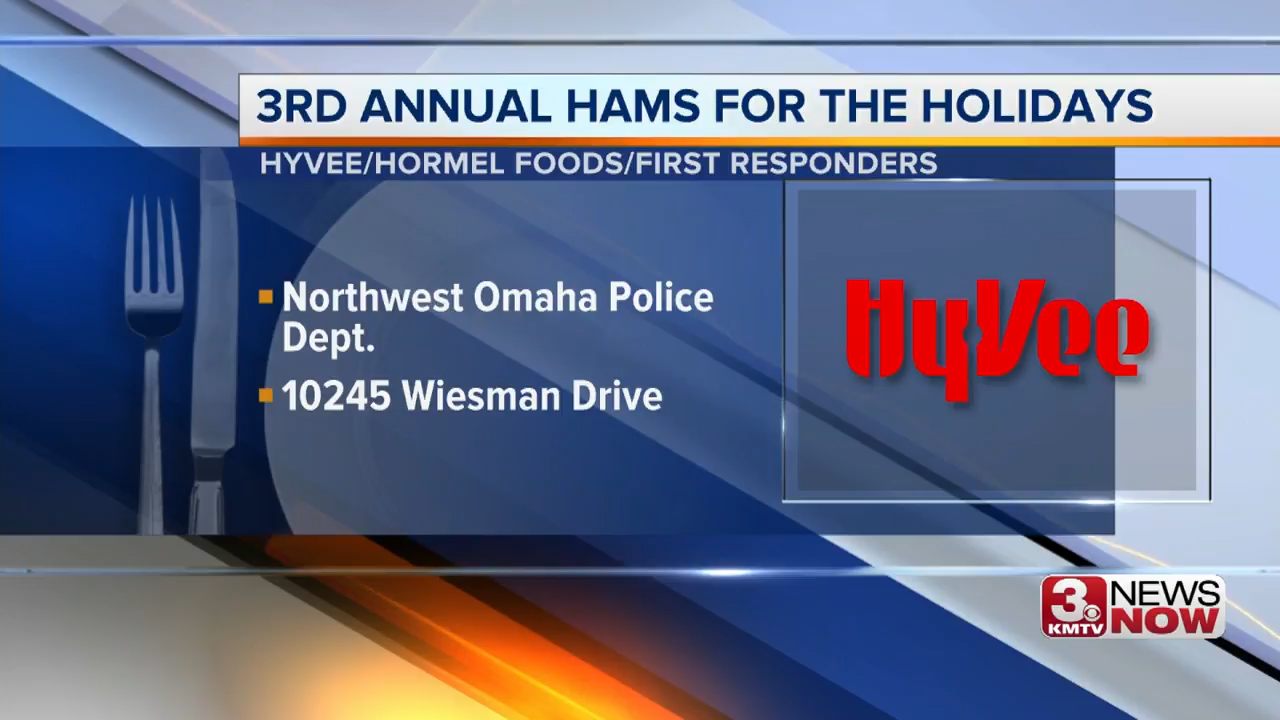 3RD ANNUAL HAMS FOR THE HOLIDAYS
HYVEE/HORMEL FOODS/FIRST RESPONDERS
Northwest Omaha Police
Dept.
10245 Wiesman Drive
HyVee
3 KMTV NEWS NOW